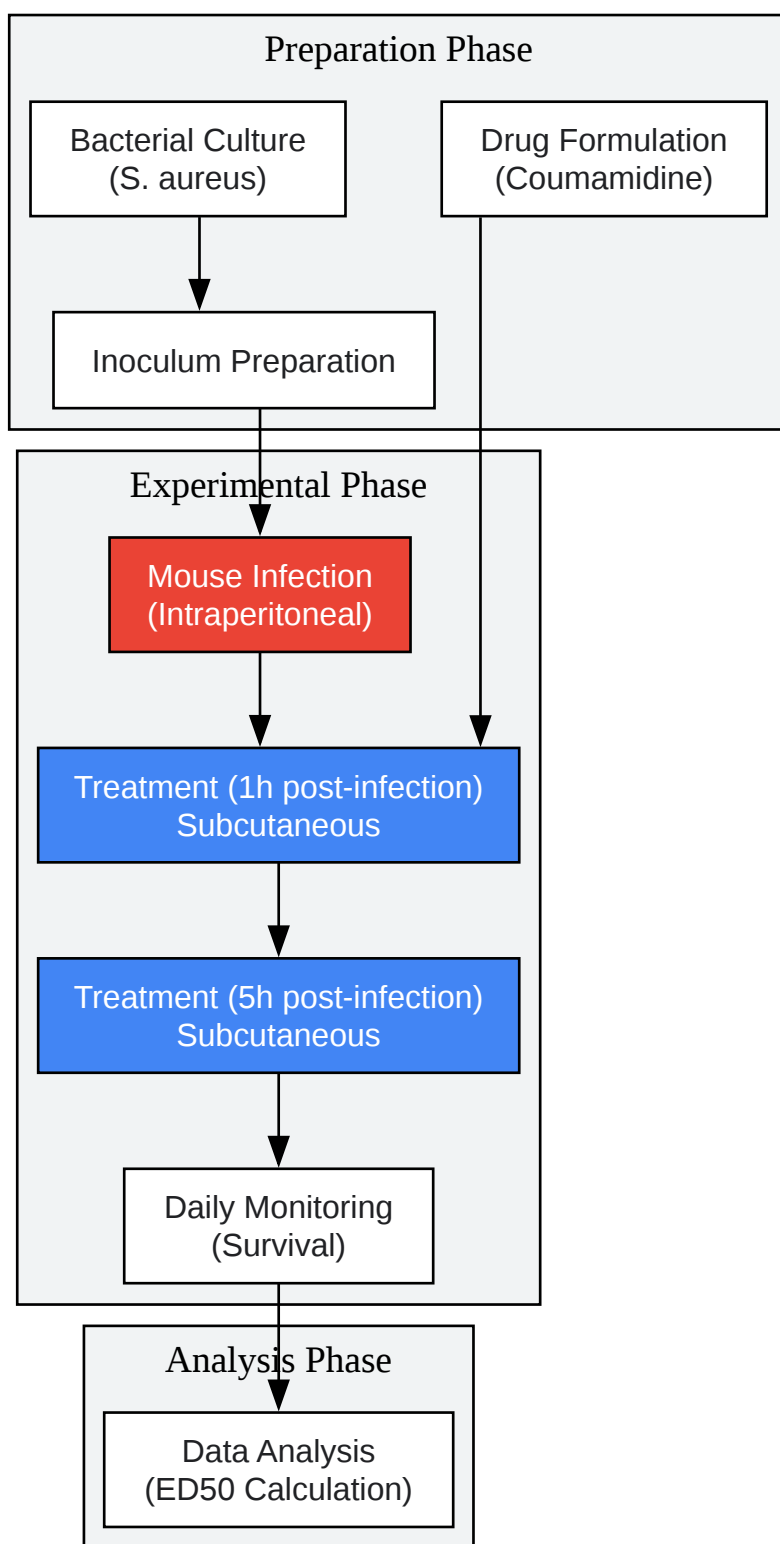 Preparation Phase
Bacterial Culture
(S. aureus)
Drug Formulation
(Coumamidine)
Inoculum Preparation
Experimental Phase
Mouse Infection
(Intraperitoneal)
Treatment (1h post-infection)
Subcutaneous
Treatment (5h post-infection)
Subcutaneous
Daily Monitoring
(Survival)
Analysis Phase
Data Analysis
(ED50 Calculation)